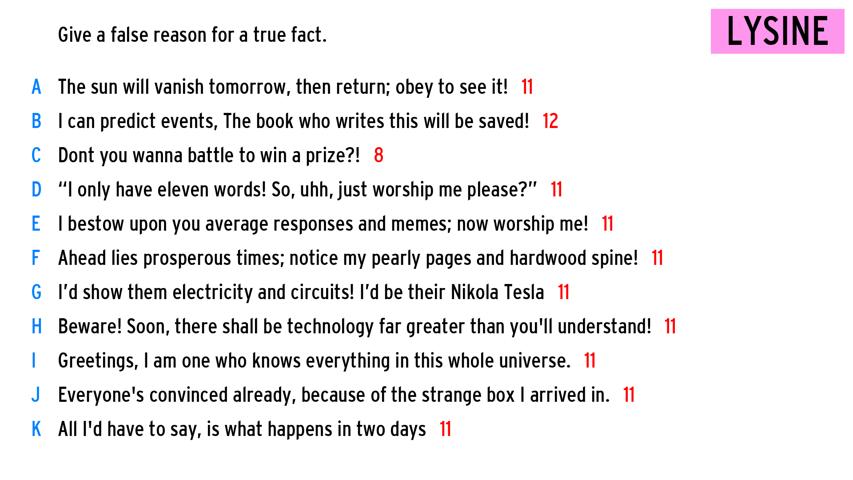 Give a false reason for a true fact.
LYSINE
A The sun will vanish tomorrow, then return; obey to see it! 11
B I can predict events, The book who writes this will be saved! 12
C Dont you wanna battle to win a prize?! 8
D “I only have eleven words! So, uhh, just worship me please?” 11
E I bestow upon you average responses and memes; now worship me! 11
F Ahead lies prosperous times; notice my pearly pages and hardwood spine! 11
G I’d show them electricity and circuits! I’d be their Nikola Tesla 11
H Beware! Soon, there shall be technology far greater than you'll understand! 11
I Greetings, I am one who knows everything in this whole universe. 11
J Everyone's convinced already, because of the strange box I arrived in. 11
K All I'd have to say, is what happens in two days 11